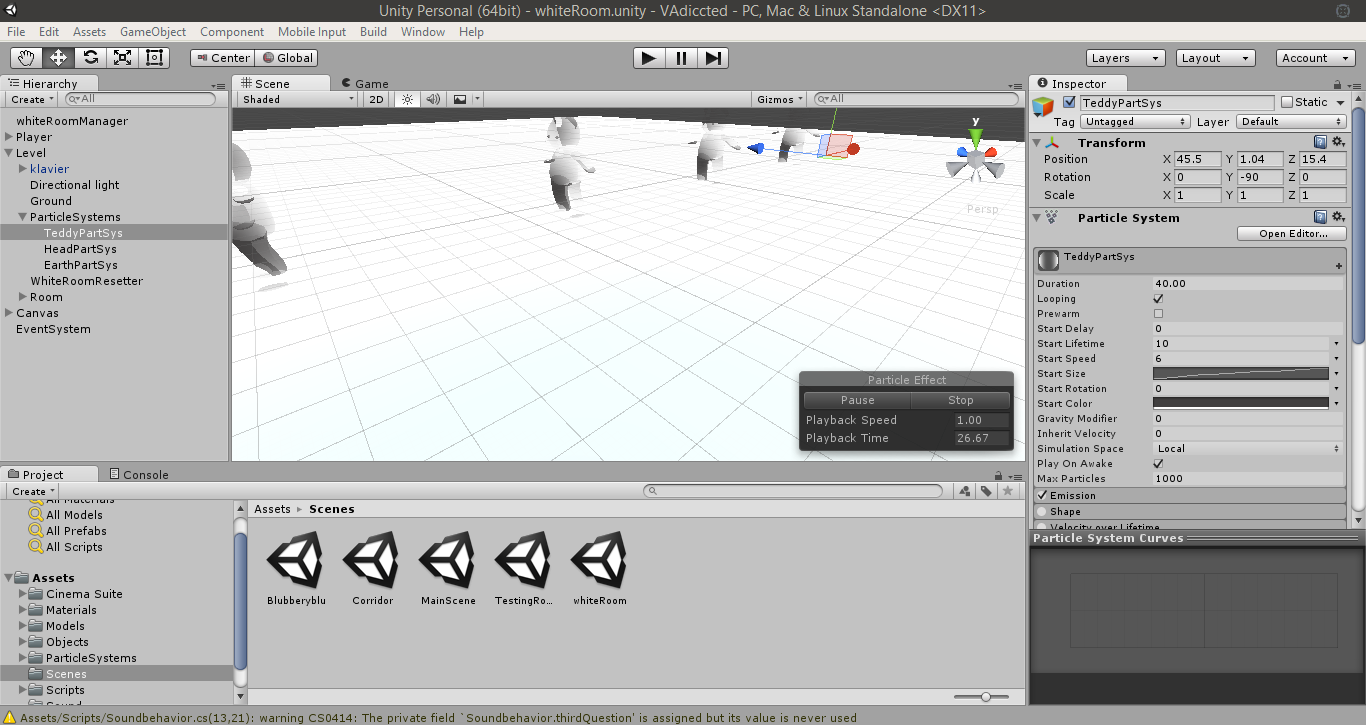 Unity Personal (64bit) - whiteRoom.unity - VAdiccted - PC, Mac & Linux Standalone <DX11>
File Edit Assets GameObject Component Mobile Input Build Window Help
Center Global Layers Layout Account
Hierarchy
Create All
whiteRoomManager
Player
Level
klavier
Directional light
Ground
ParticleSystems
TeddyPartSys
HeadPartSys
EarthPartSys
WhiteRoomResetter
Room
Canvas
EventSystem
Scene Game
Shaded 2D Gizmos All
y
Persp
Particle Effect
Pause Stop
Playback Speed 1.00
Playback Time 26.67
Inspector
TeddyPartSys Static
Tag Untagged Layer Default
Transform
Position X 45.5 Y 1.04 Z 15.4
Rotation X 0 Y -90 Z 0
Scale X 1 Y 1 Z 1
Particle System
Open Editor...
TeddyPartSys
Duration 40.00
Looping
Prewarm
Start Delay 0
Start Lifetime 10
Start Speed 6
Start Size
Start Rotation 0
Start Color
Gravity Modifier 0
Inherit Velocity 0
Simulation Space Local
Play On Awake
Max Particles 1000
Emission
Shape
Velocity over Lifetime
Particle System Curves
Project Console
Create
All Materials
All Models
All Prefabs
All Scripts
Assets
Cinema Suite
Materials
Models
Objects
ParticleSystems
Scenes
Scripts
Sound
Assets ▸ Scenes
Blubberyblu Corridor MainScene TestingRo... whiteRoom
Assets/Scripts/Soundbehavior.cs(13,21): warning CS0414: The private field `Soundbehavior.thirdQuestion' is assigned but its value is never used